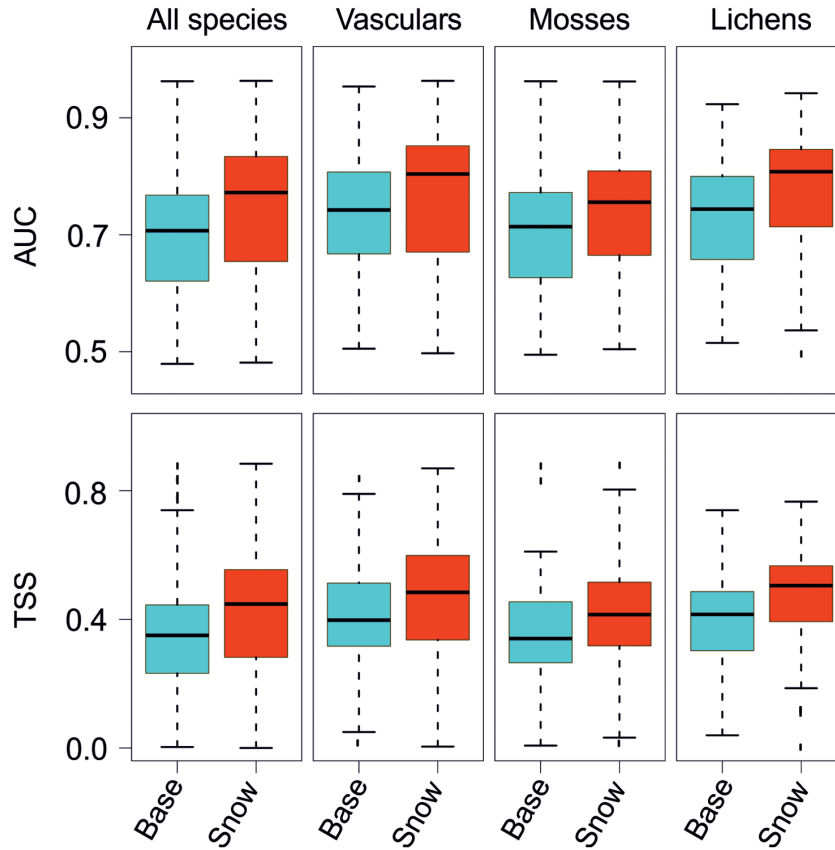 All species Vasculars Mosses Lichens
AUC
0.9
0.7
0.5
TSS
0.8
0.4
0.0
Base Snow Base Snow Base Snow Base Snow